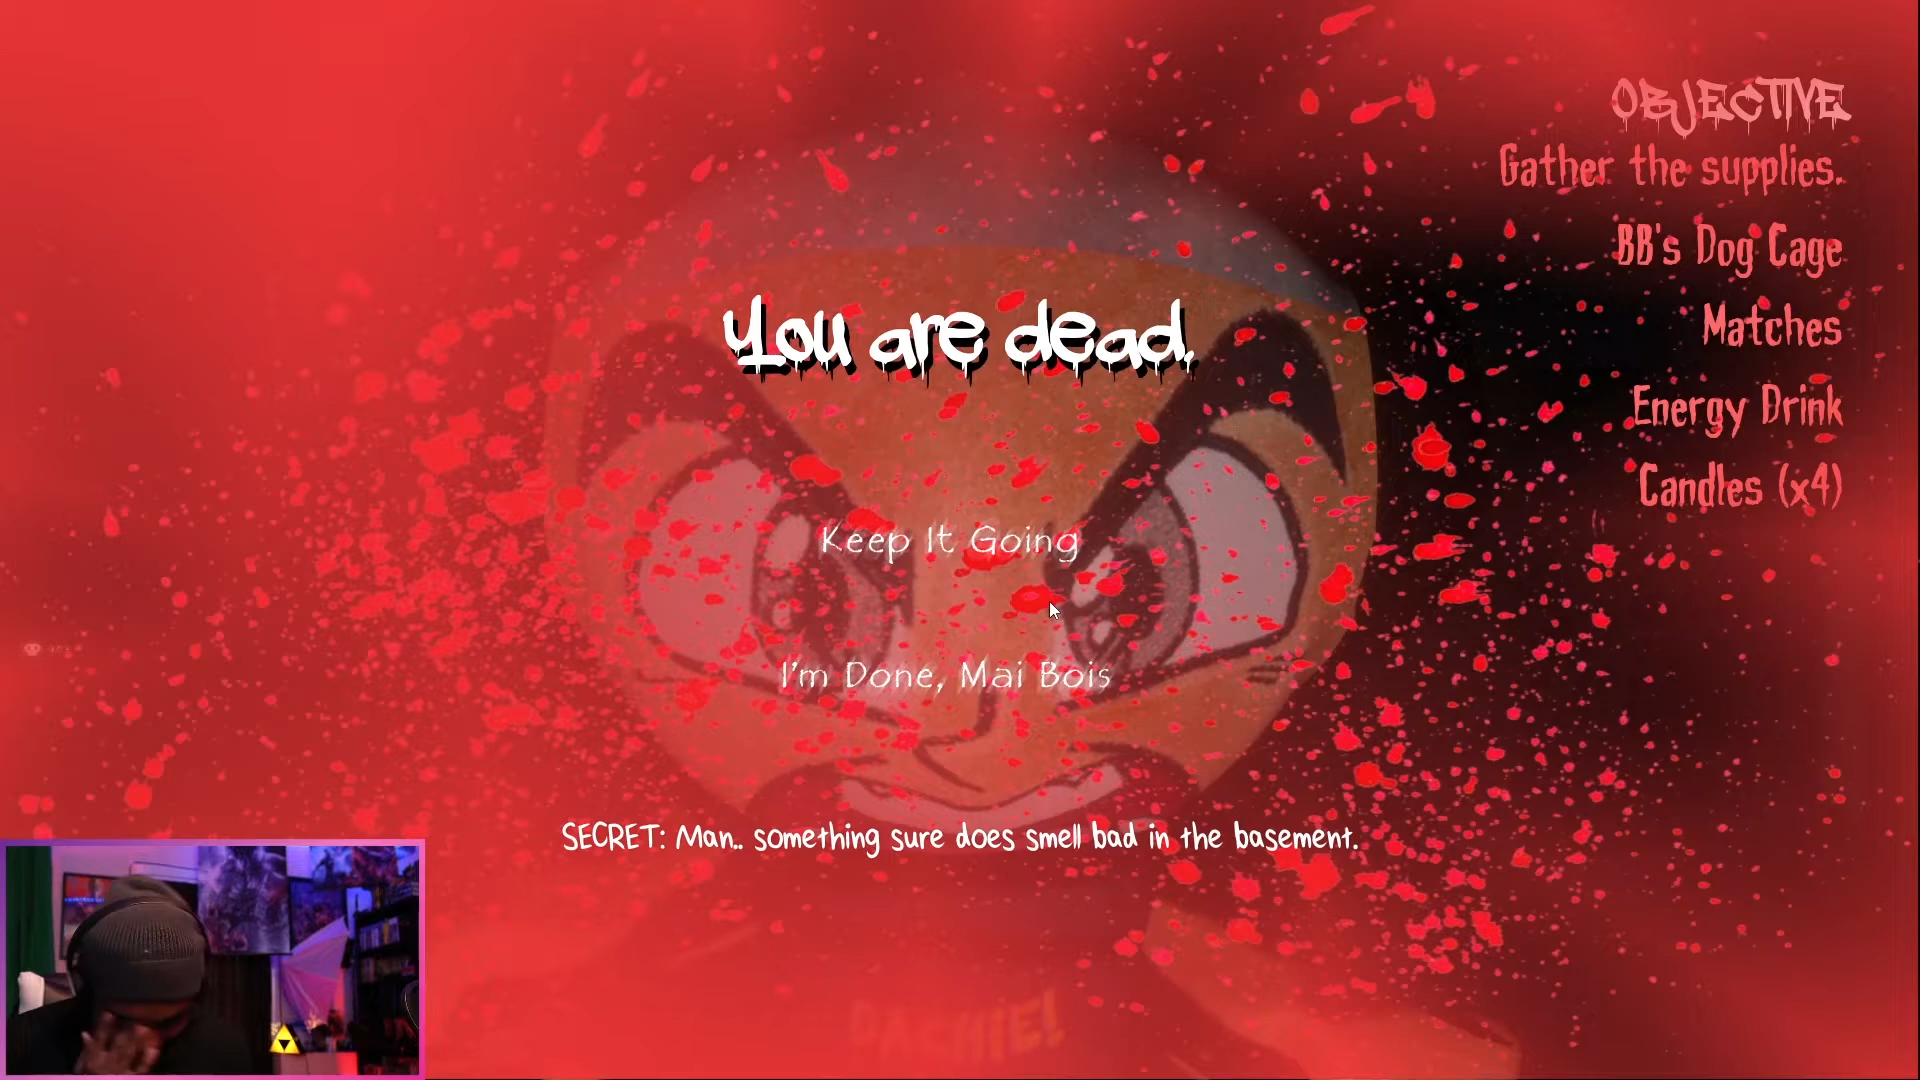 OBJECTIVE
Gather the supplies.
BB's Dog Cage
Matches
Energy Drink
Candles (x4)
You are dead.
Keep It Going
I'm Done, Mai Bois
SECRET: Man.. something sure does smell bad in the basement.